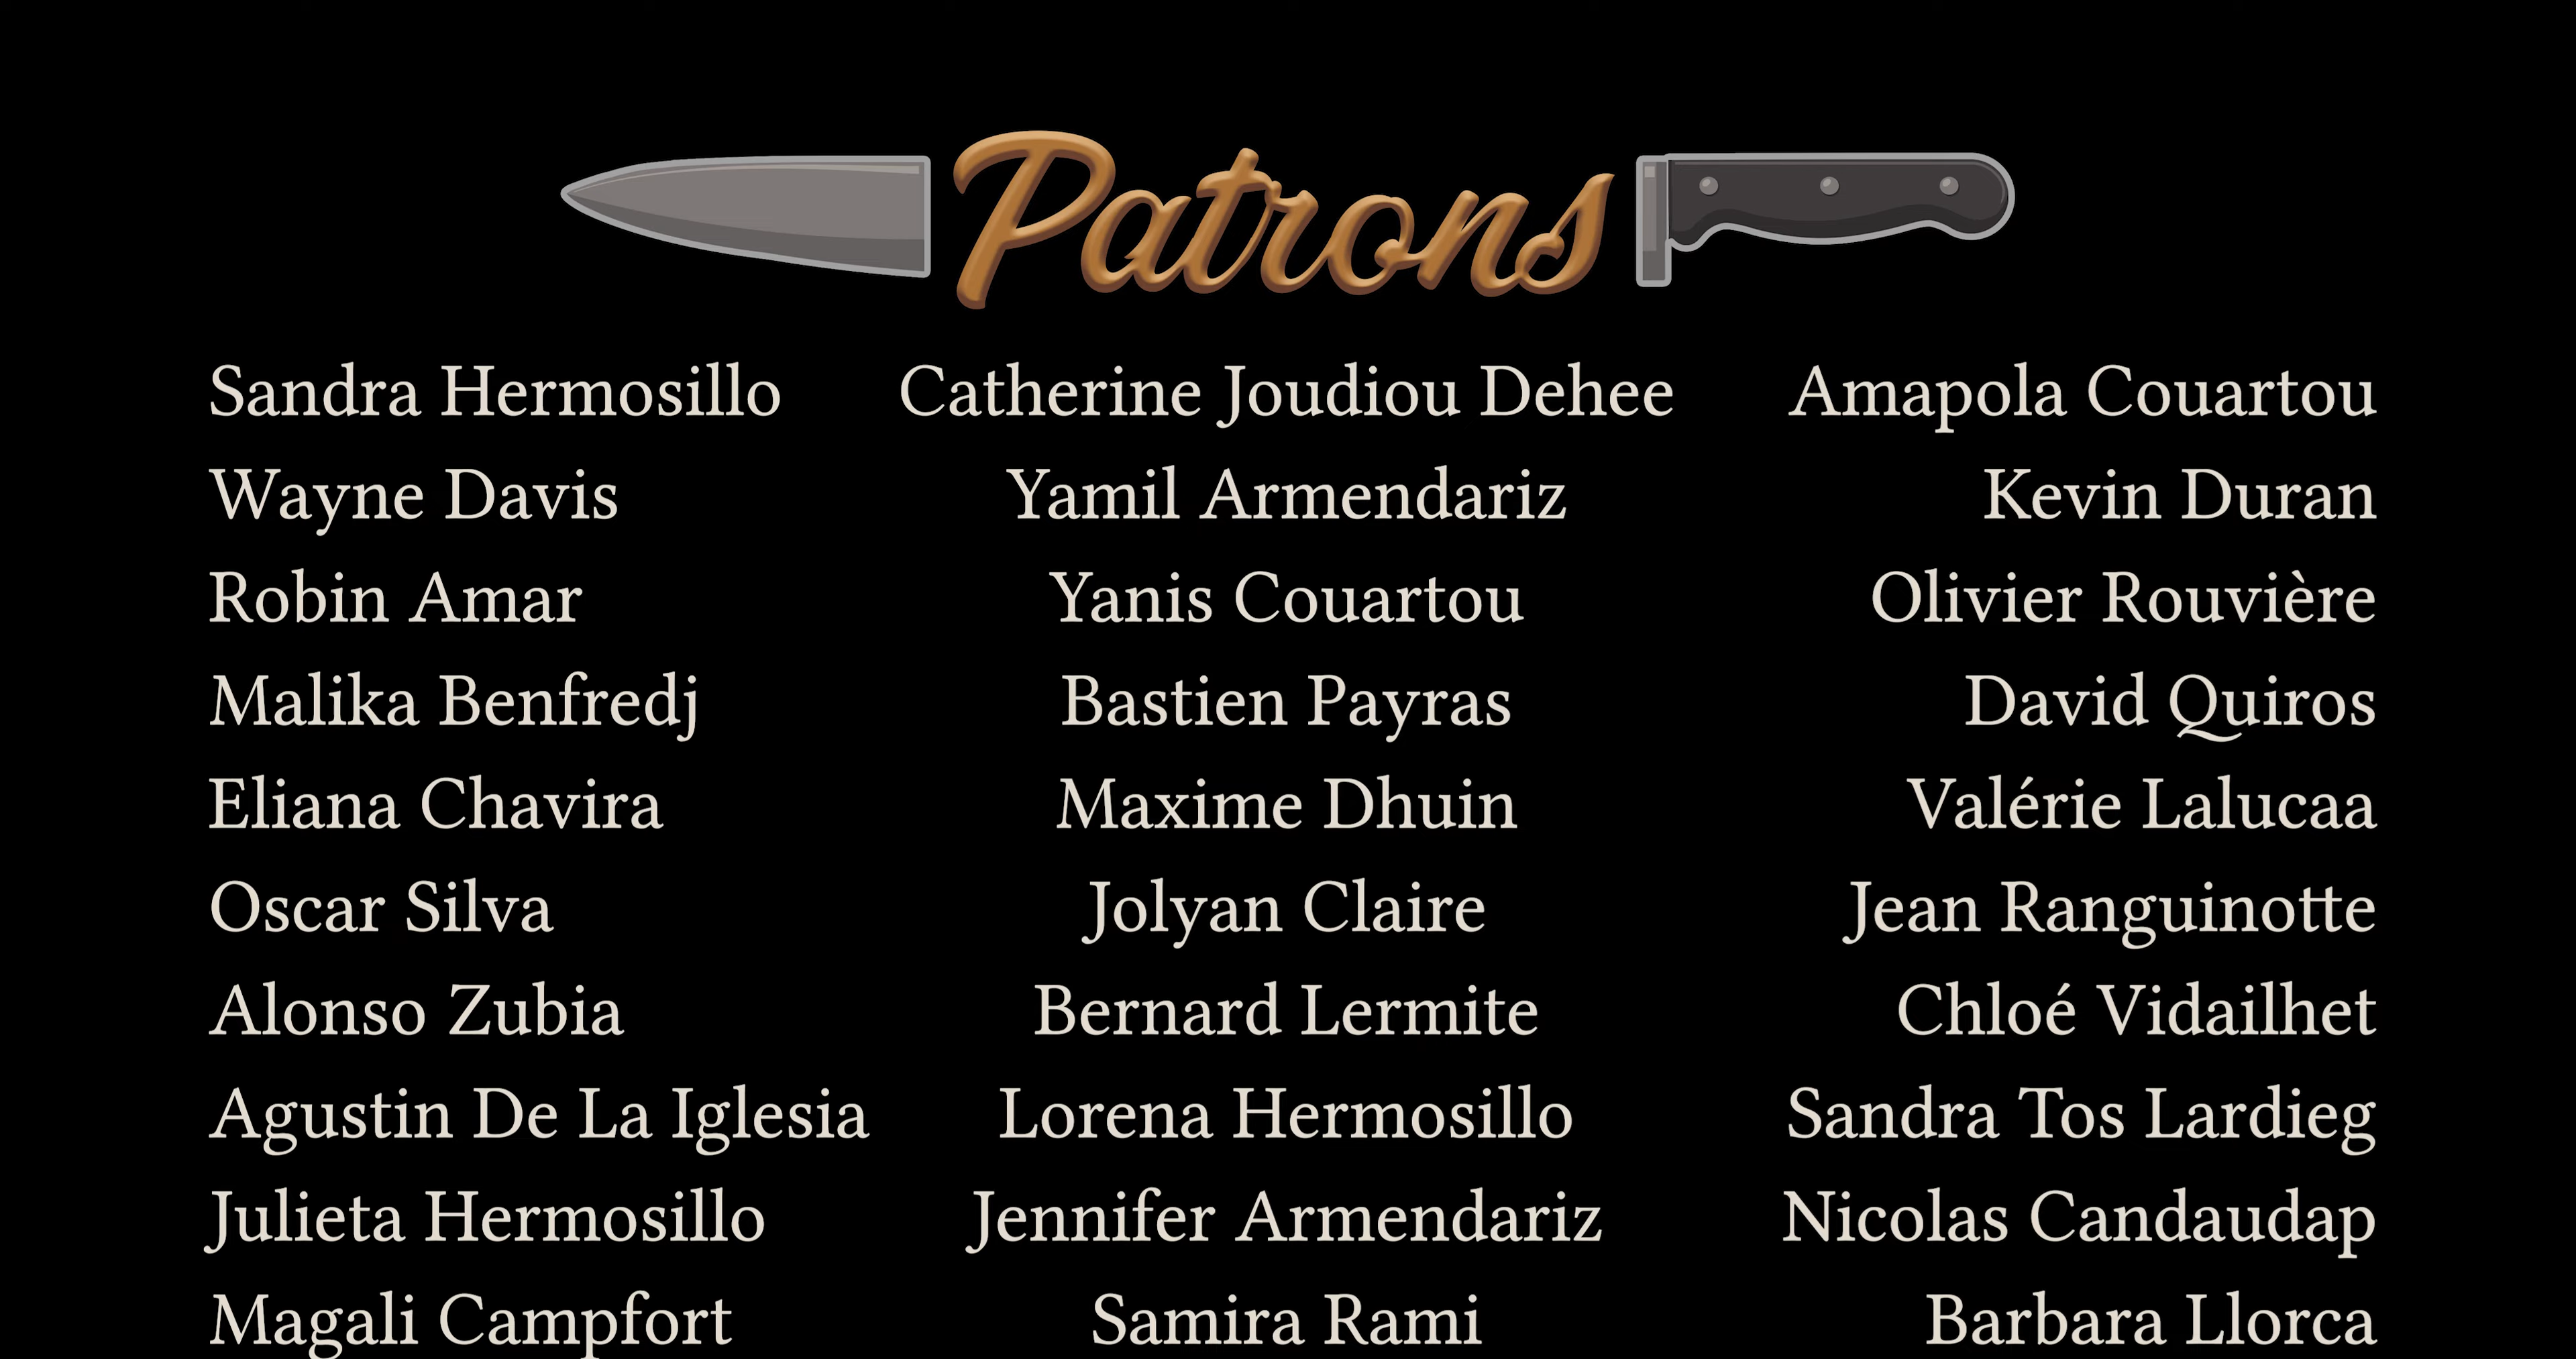 Patrons
Sandra Hermosillo Catherine Joudiou Dehee Amapola Couartou
Wayne Davis Yamil Armendariz Kevin Duran
Robin Amar Yanis Couartou Olivier Rouvière
Malika Benfredj Bastien Payras David Quiros
Eliana Chavira Maxime Dhuin Valérie Lalucaa
Oscar Silva Jolyan Claire Jean Ranguinotte
Alonso Zubia Bernard Lermite Chloé Vidailhet
Agustin De La Iglesia Lorena Hermosillo Sandra Tos Lardieg
Julieta Hermosillo Jennifer Armendariz Nicolas Candaudap
Magali Campfort Samira Rami Barbara Llorca